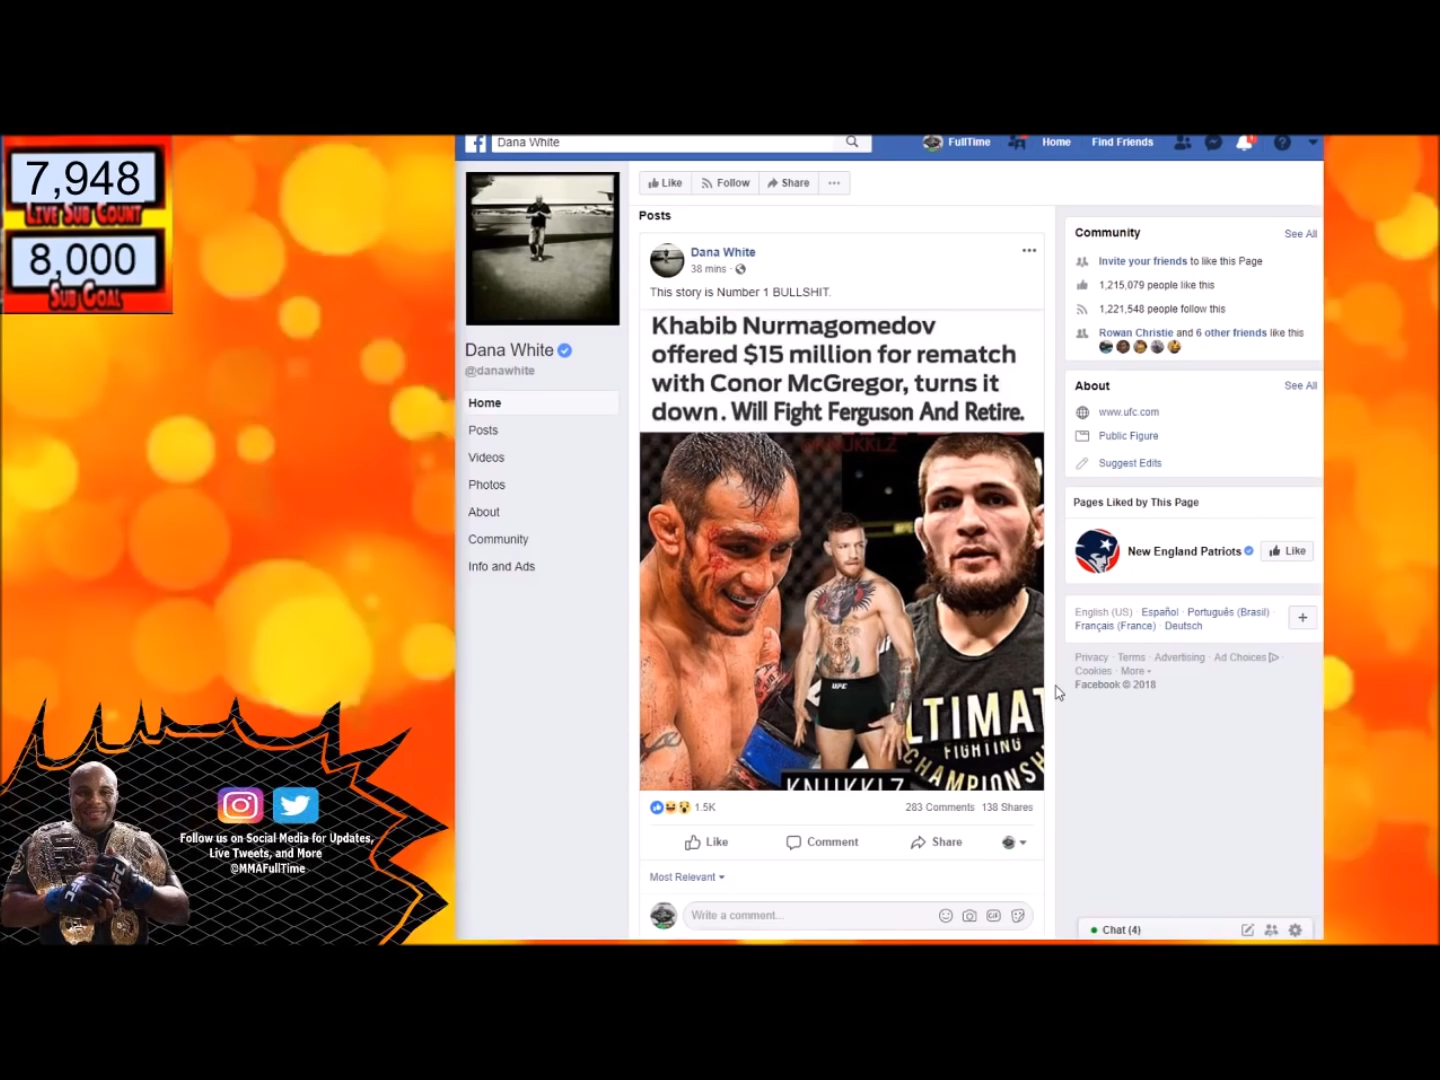 7,948
LIVE SUB COUNT
8,000
SUB GOAL
Dana White
FullTime
Home
Find Friends
Like
Follow
Share
Posts
Dana White
38 mins ·
This story is Number 1 BULLSHIT.
Khabib Nurmagomedov
offered $15 million for rematch
with Conor McGregor, turns it
down. Will Fight Ferguson And Retire.
KNUKKLZ
UFC
ULTIMAT
FIGHTING
CHAMPIONSH
KNUKKLZ
1.5K
283 Comments 138 Shares
Like
Comment
Share
Most Relevant
Write a comment...
GIF
Dana White
@danawhite
Home
Posts
Videos
Photos
About
Community
Info and Ads
Community
See All
Invite your friends to like this Page
1,215,079 people like this
1,221,548 people follow this
Rowan Christie and 6 other friends like this
About
See All
www.ufc.com
Public Figure
Suggest Edits
Pages Liked by This Page
New England Patriots
Like
English (US) · Español · Português (Brasil) ·
Français (France) · Deutsch
Privacy · Terms · Advertising · Ad Choices ·
Cookies · More
Facebook © 2018
Chat (4)
Follow us on Social Media for Updates,
Live Tweets, and More
@MMAFullTime